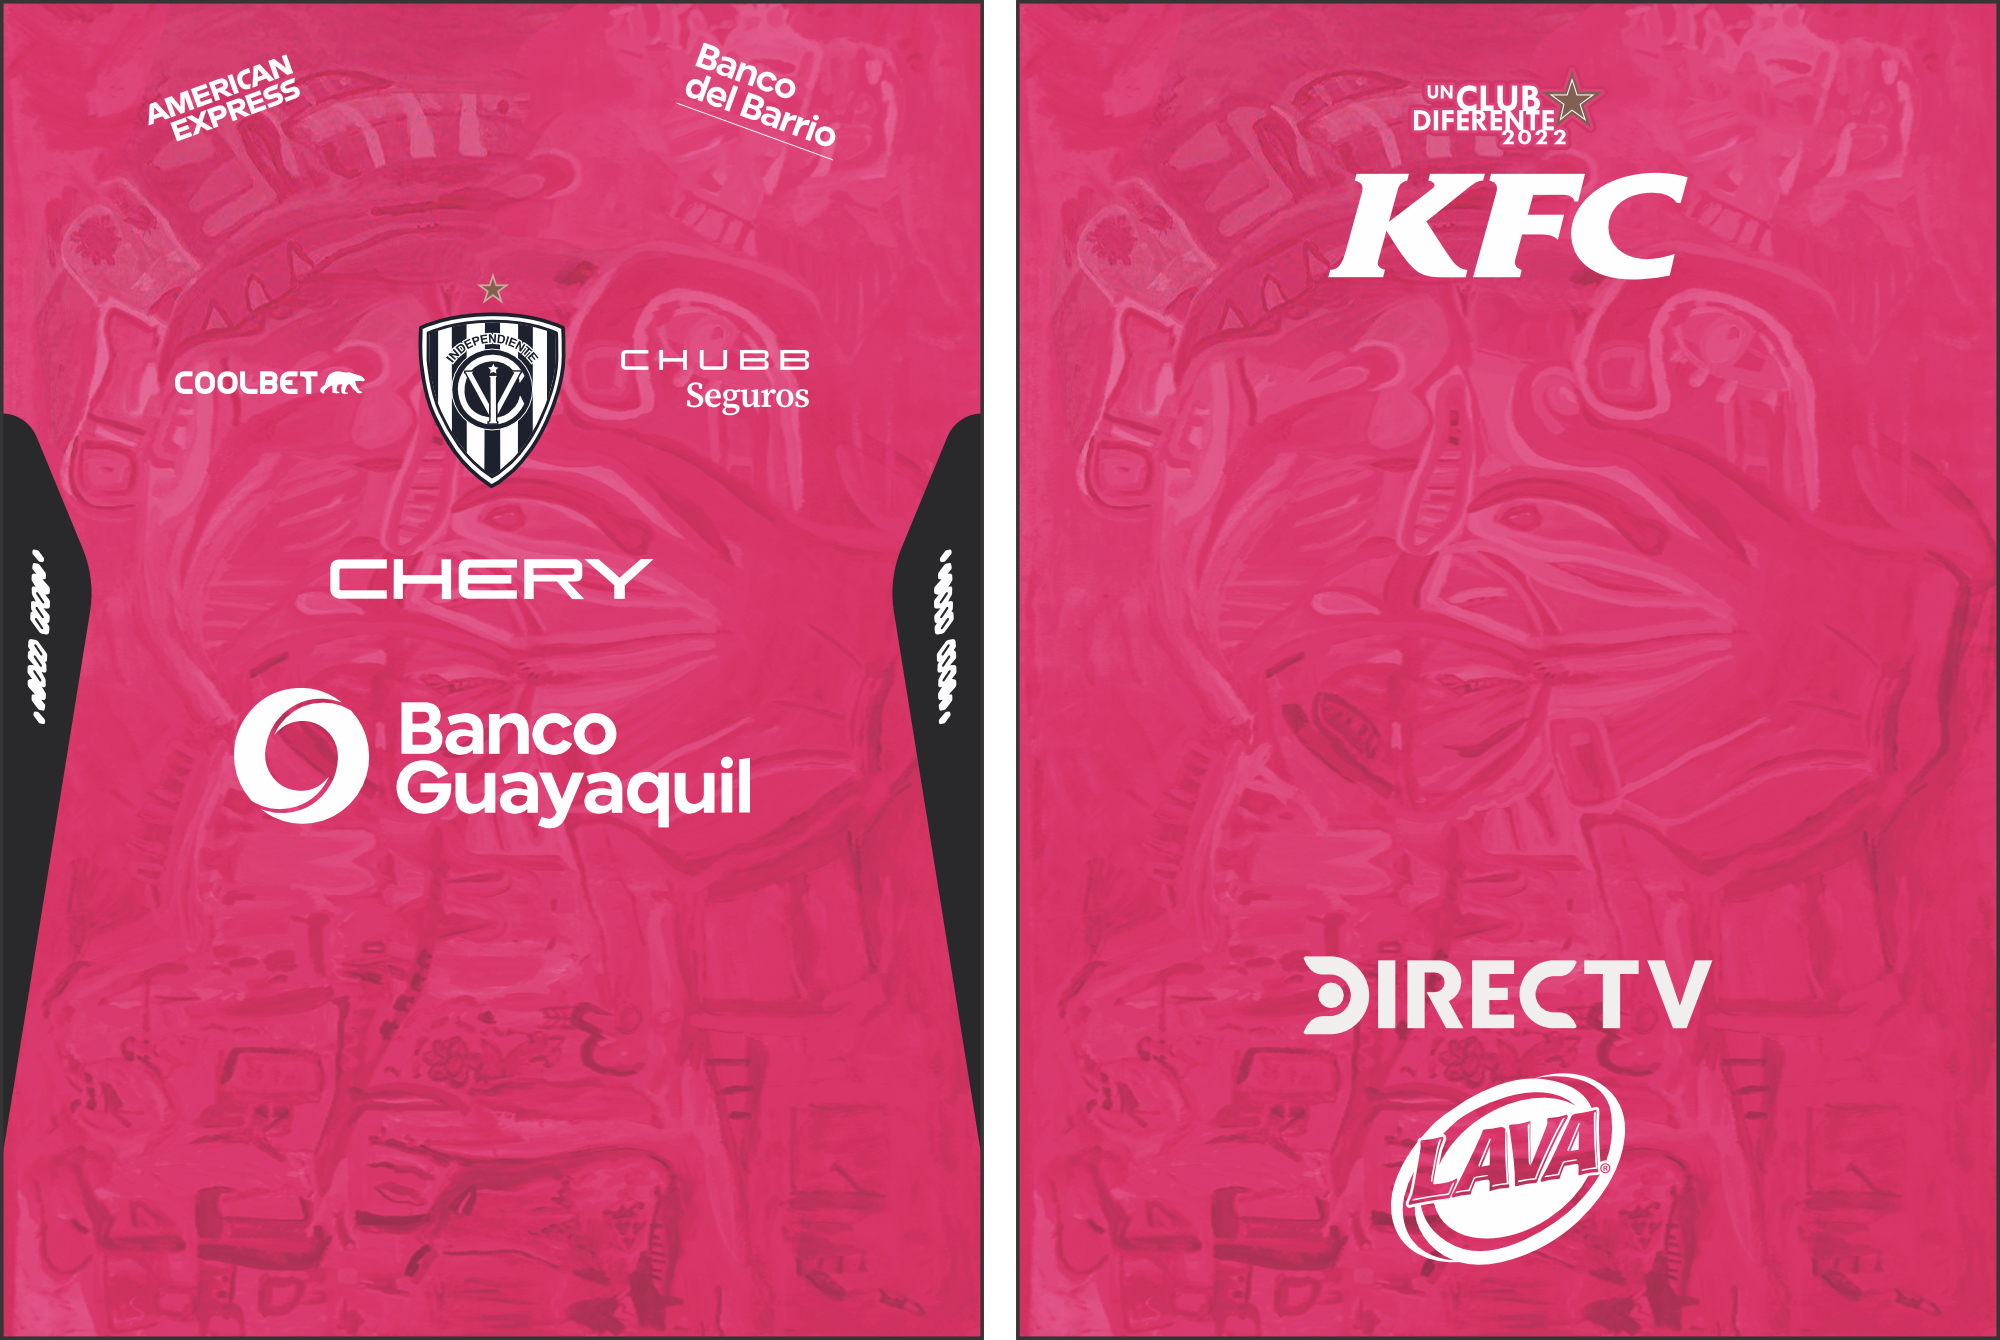 AMERICAN
EXPRESS
Banco
del Barrio
INDEPENDIENTE
COOLBET
CHUBB
Seguros
CHERY
Banco
Guayaquil
UN CLUB
DIFERENTE
2022
KFC
DIRECTV
LAVA®